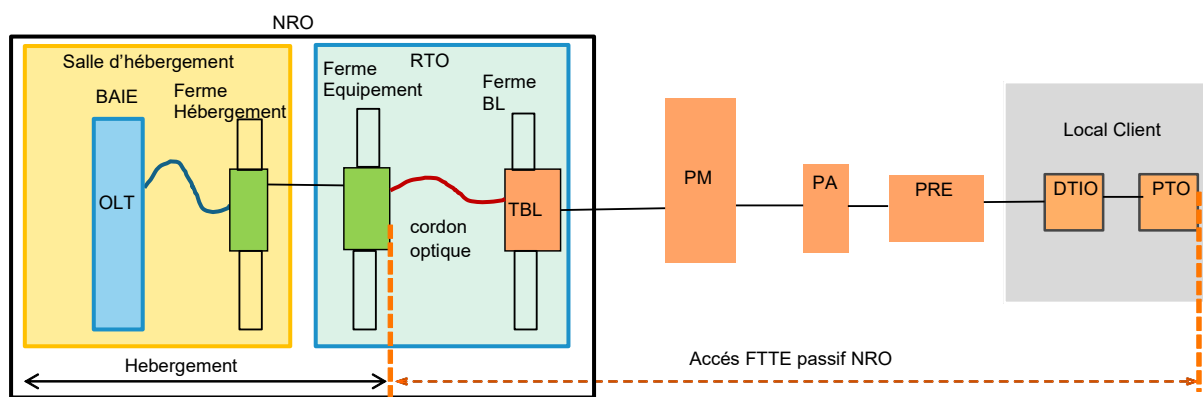 NRO
Salle d'hébergement
BAIE
Ferme
Hébergement
OLT
RTO
Ferme
Equipement
Ferme
BL
TBL
cordon
optique
PM
PA
PRE
Local Client
DTIO
PTO
Hebergement
Accés FTTE passif NRO